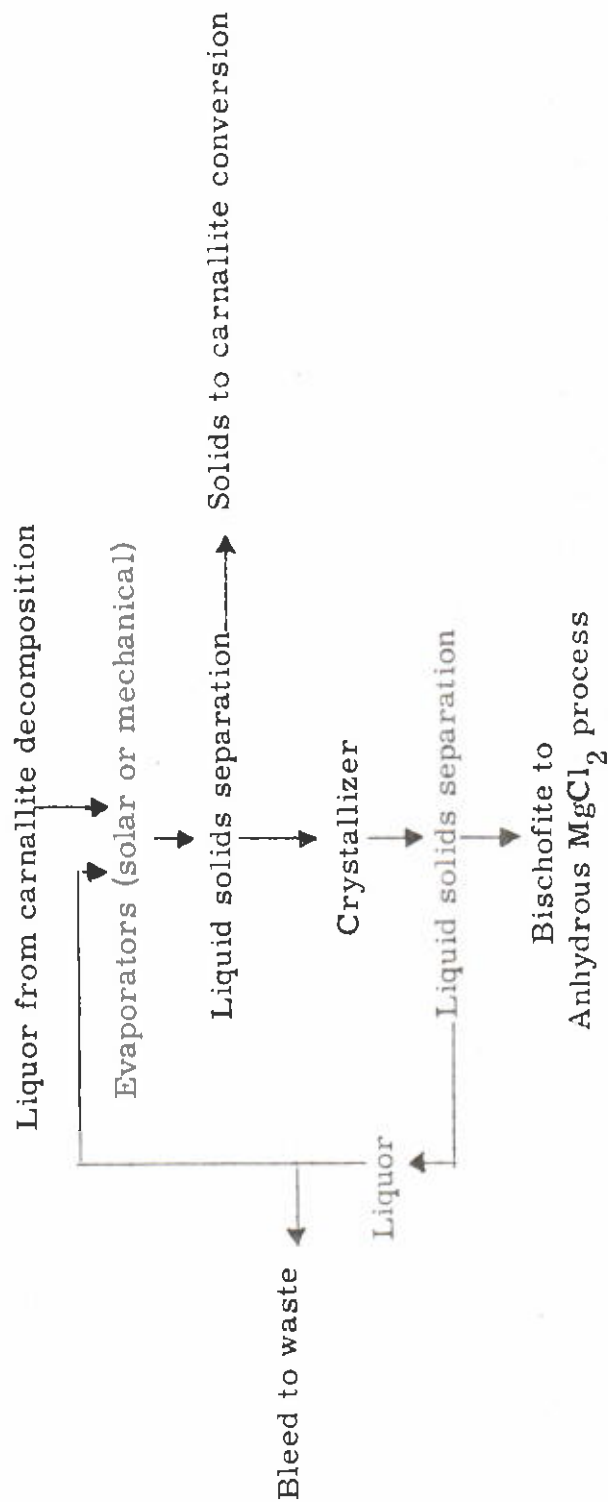 Liquor from carnallite decomposition
Evaporators (solar or mechanical)
Liquid solids separation
Solids to carnallite conversion
Crystallizer
Liquid solids separation
Liquor
Bleed to waste
Bischofite to
Anhydrous MgCl₂ process